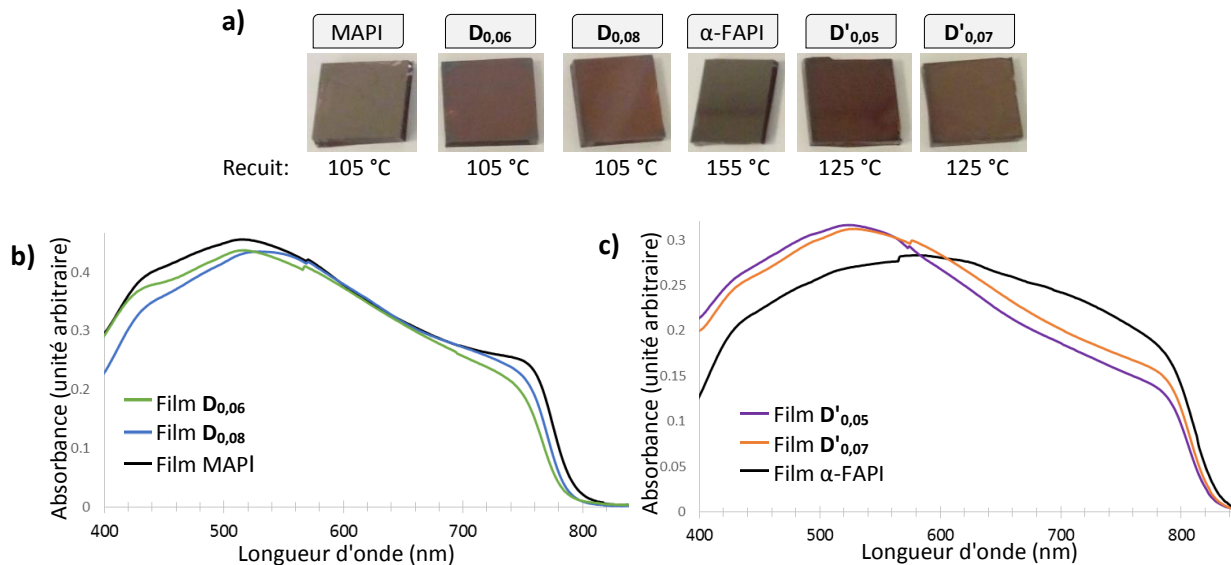 a)
MAPI D0,06 D0,08 α-FAPI D'0,05 D'0,07
Recuit: 105 °C 105 °C 105 °C 155 °C 125 °C 125 °C
b)
Absorbance (unité arbitraire)
0.4
0.3
0.2
0.1
0
Film D0,06
Film D0,08
Film MAPI
400 500 600 700 800
Longueur d'onde (nm)
c)
Absorbance (unité arbitraire)
0.3
0.25
0.2
0.15
0.1
0.05
0
Film D'0,05
Film D'0,07
Film α-FAPI
400 500 600 700 800
Longueur d'onde (nm)